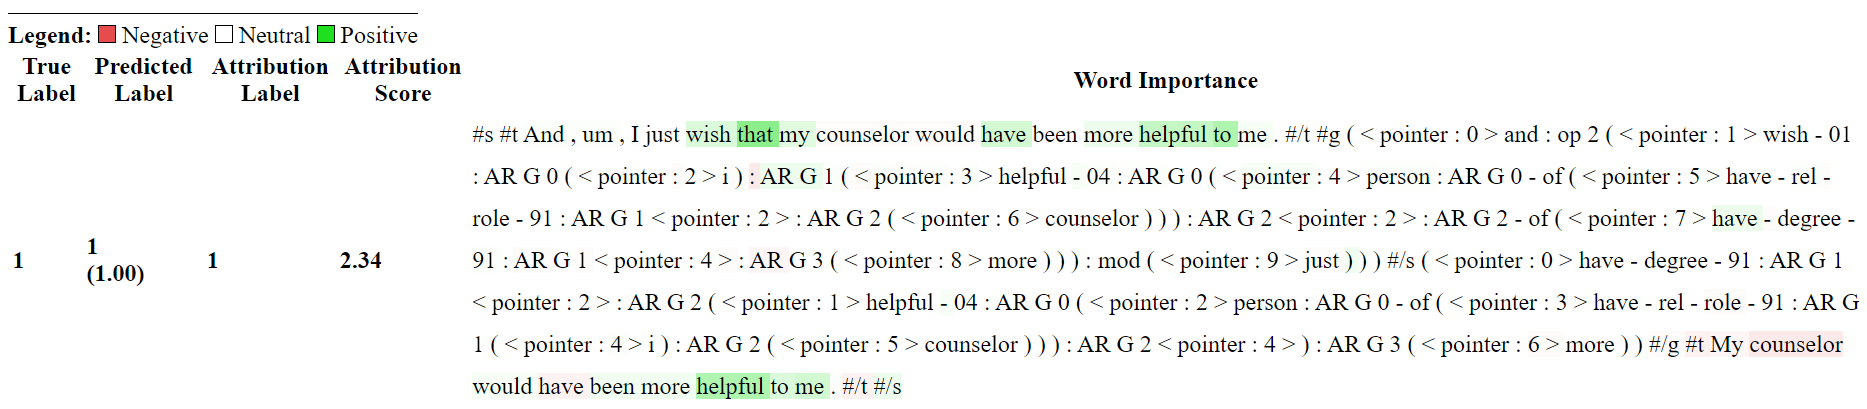 Legend: Negative Neutral Positive
True Label Predicted Label Attribution Label Attribution Score Word Importance
#s #t And , um , I just wish that my counselor would have been more helpful to me . #/t #g ( < pointer : 0 > and : op 2 ( < pointer : 1 > wish - 01
: AR G 0 ( < pointer : 2 > i ) : AR G 1 ( < pointer : 3 > helpful - 04 : AR G 0 ( < pointer : 4 > person : AR G 0 - of ( < pointer : 5 > have - rel -
role - 91 : AR G 1 < pointer : 2 > : AR G 2 ( < pointer : 6 > counselor ) ) ) : AR G 2 < pointer : 2 > : AR G 2 - of ( < pointer : 7 > have - degree -
1 1 (1.00) 1 2.34 91 : AR G 1 < pointer : 4 > : AR G 3 ( < pointer : 8 > more ) ) ) : mod ( < pointer : 9 > just ) ) ) #/s ( < pointer : 0 > have - degree - 91 : AR G 1
< pointer : 2 > : AR G 2 ( < pointer : 1 > helpful - 04 : AR G 0 ( < pointer : 2 > person : AR G 0 - of ( < pointer : 3 > have - rel - role - 91 : AR G
1 ( < pointer : 4 > i ) : AR G 2 ( < pointer : 5 > counselor ) ) ) : AR G 2 < pointer : 4 > ) : AR G 3 ( < pointer : 6 > more ) ) #/g #t My counselor
would have been more helpful to me . #/t #/s